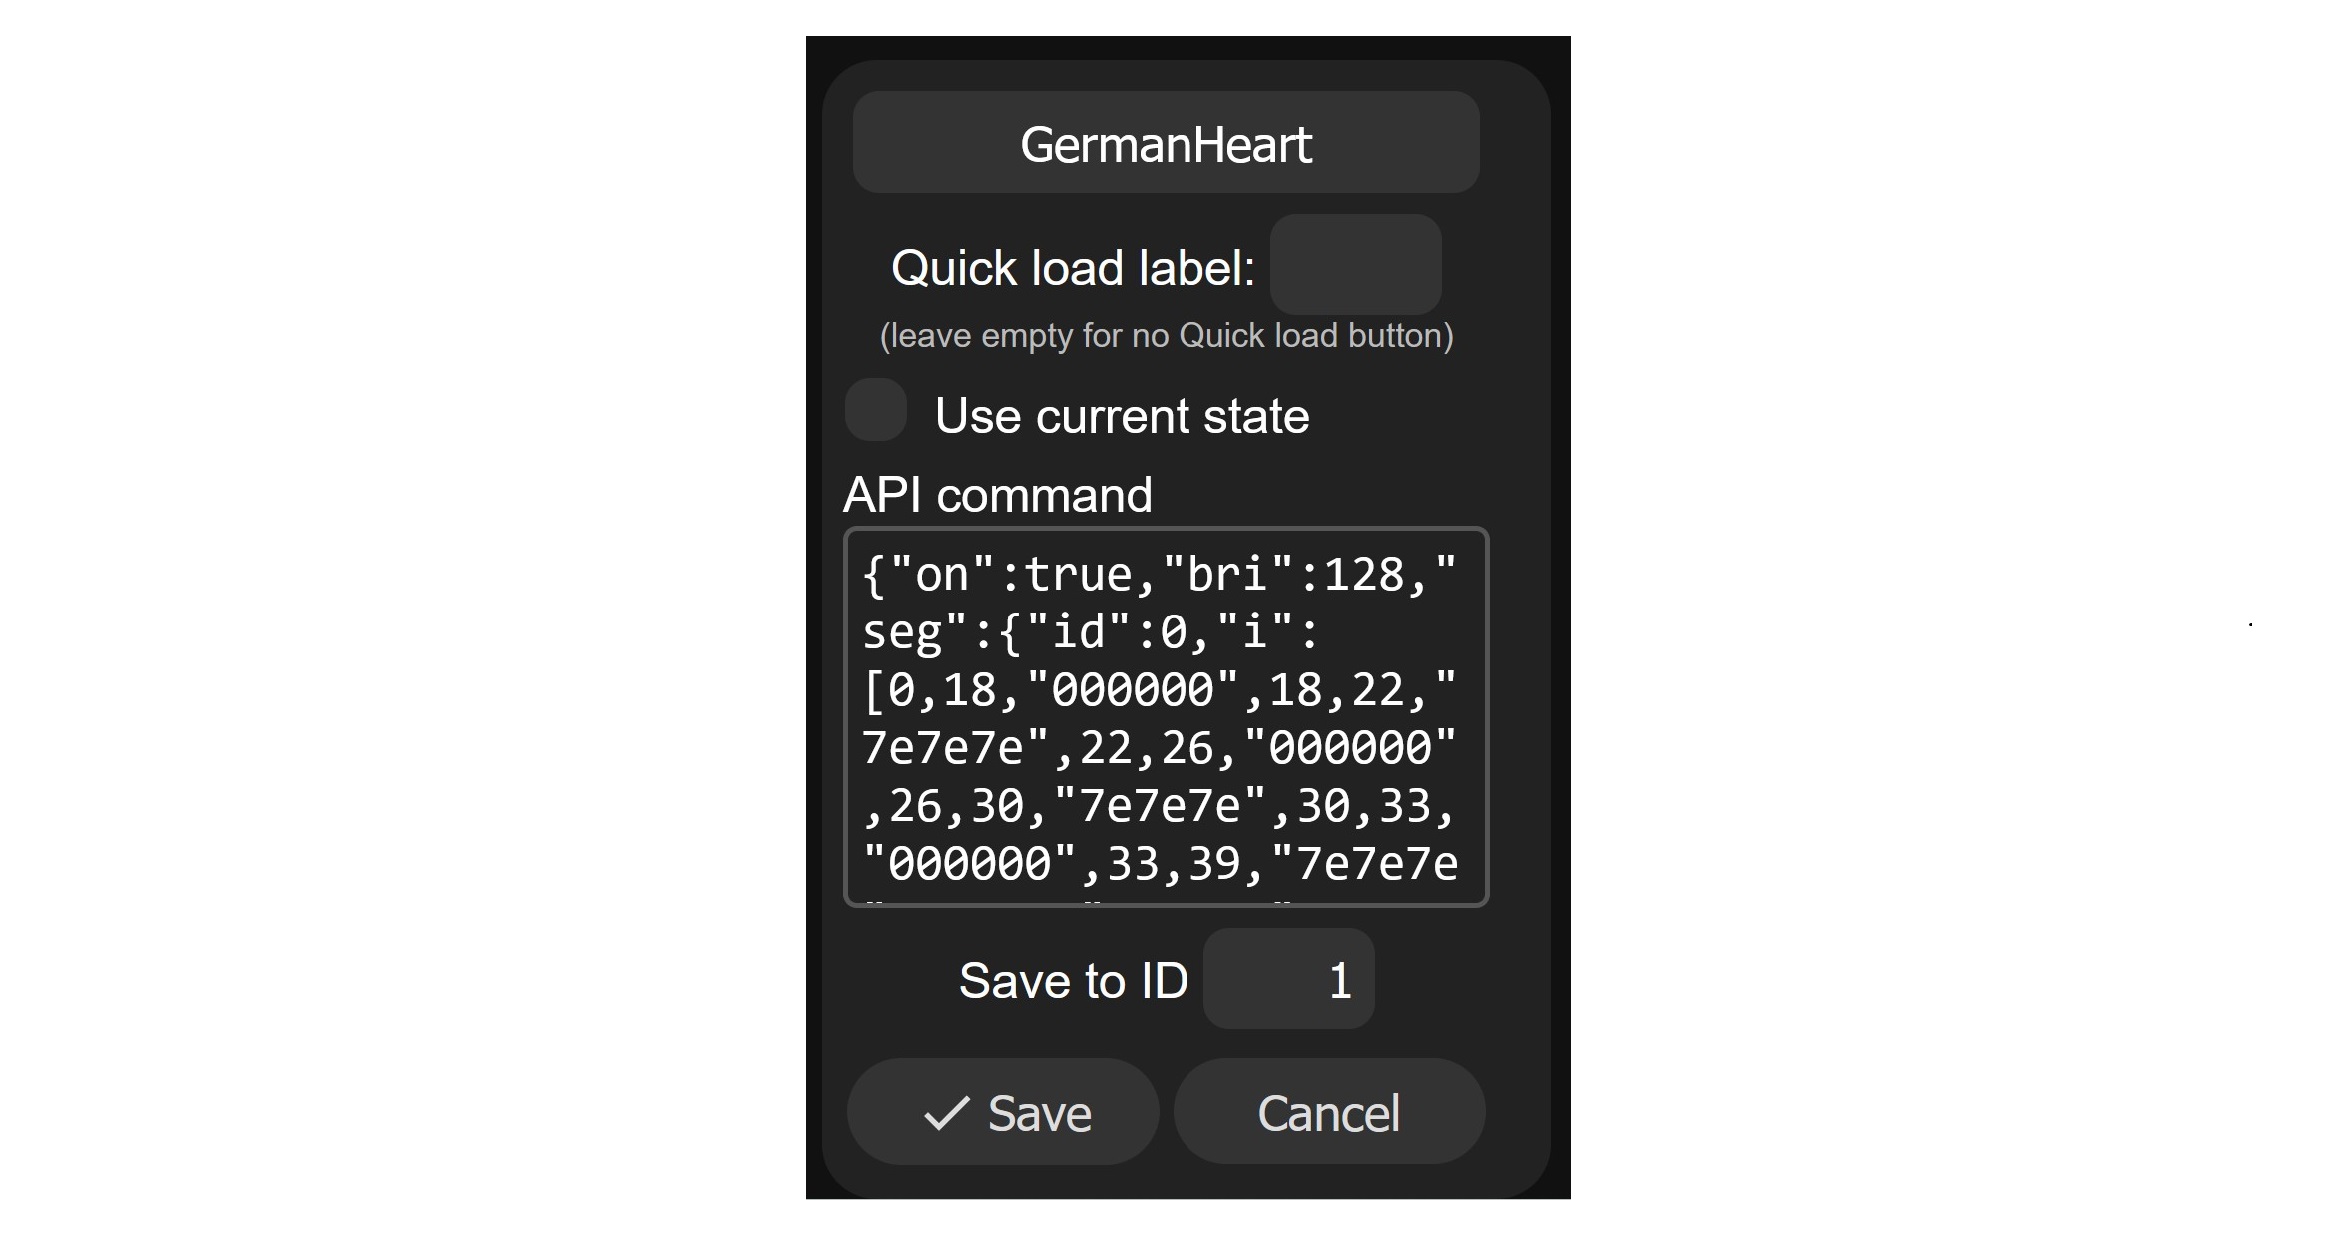 GermanHeart
Quick load label:
(leave empty for no Quick load button)
Use current state
API command
{"on":true,"bri":128,"
seg":{"id":0,"i":
[0,18,"000000",18,22,"
7e7e7e",22,26,"000000"
,26,30,"7e7e7e",30,33,
"000000",33,39,"7e7e7e
Save to ID 1
Save Cancel